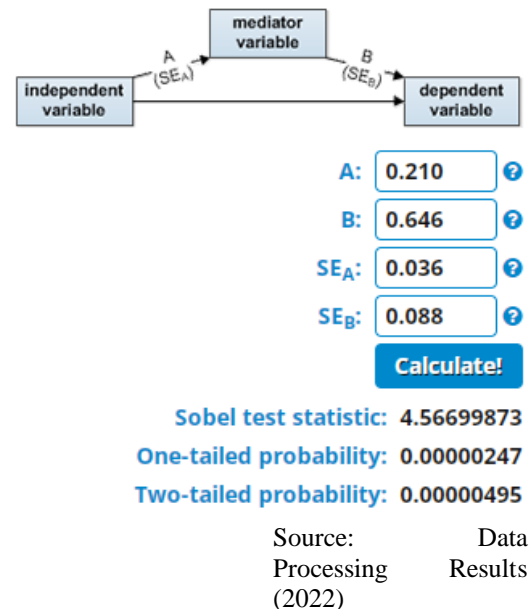 mediator
variable
A
(SEA)
B
(SEB)
independent
variable
dependent
variable
A: 0.210 ?
B: 0.646 ?
SEA: 0.036 ?
SEB: 0.088 ?
Calculate!
Sobel test statistic: 4.56699873
One-tailed probability: 0.00000247
Two-tailed probability: 0.00000495
Source: Data
Processing Results
(2022)